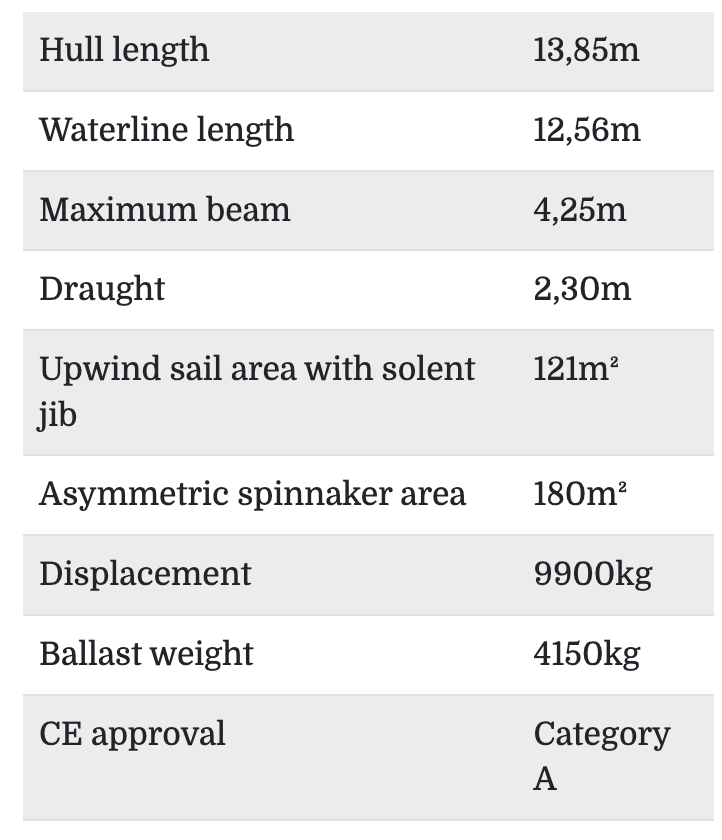 Hull length 13,85m
Waterline length 12,56m
Maximum beam 4,25m
Draught 2,30m
Upwind sail area with solent 121m²
jib
Asymmetric spinnaker area 180m²
Displacement 9900kg
Ballast weight 4150kg
CE approval Category
A